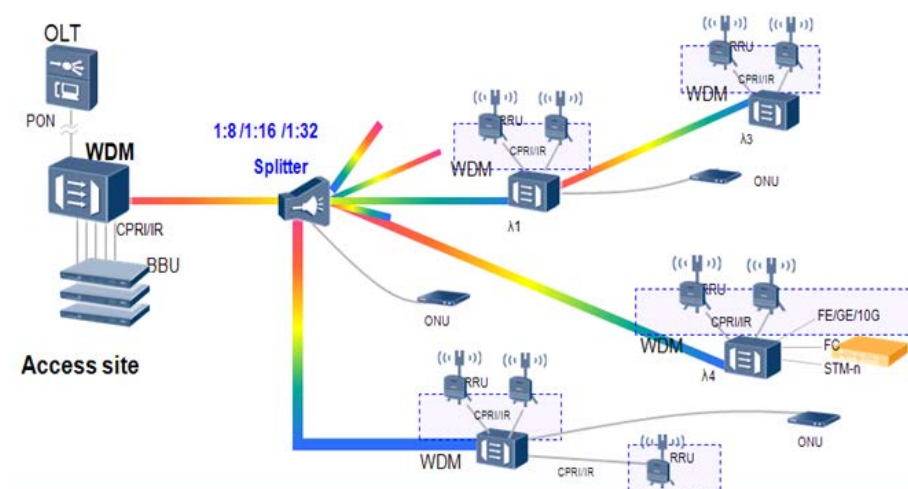 OLT
PON
WDM
CPRI/IR
BBU
Access site
1:8 /1:16 /1:32
Splitter
ONU
RRU
CPRI/IR
WDM
λ1
RRU
CPRI/IR
WDM
λ3
ONU
RRU
CPRI/IR
WDM
λ4
FE/GE/10G
FC
STM-n
RRU
CPRI/IR
WDM
CPRI/IR
RRU
ONU